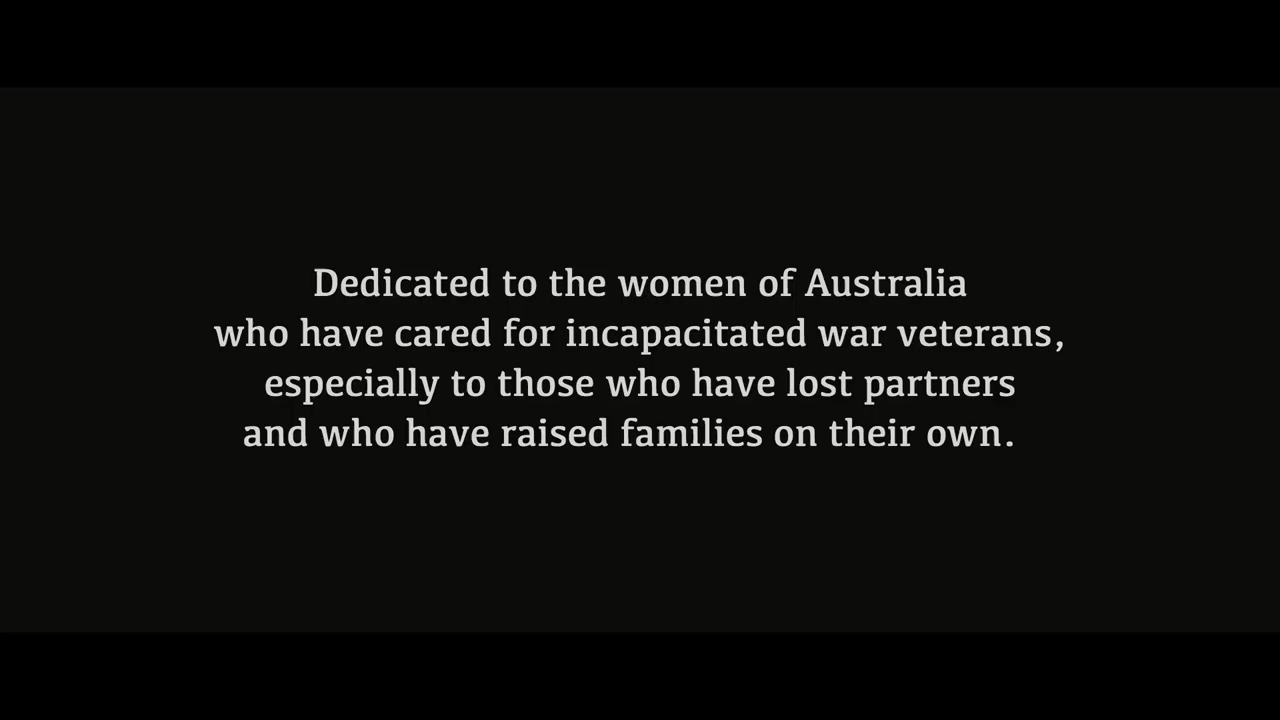 Dedicated to the women of Australia
who have cared for incapacitated war veterans,
especially to those who have lost partners
and who have raised families on their own.